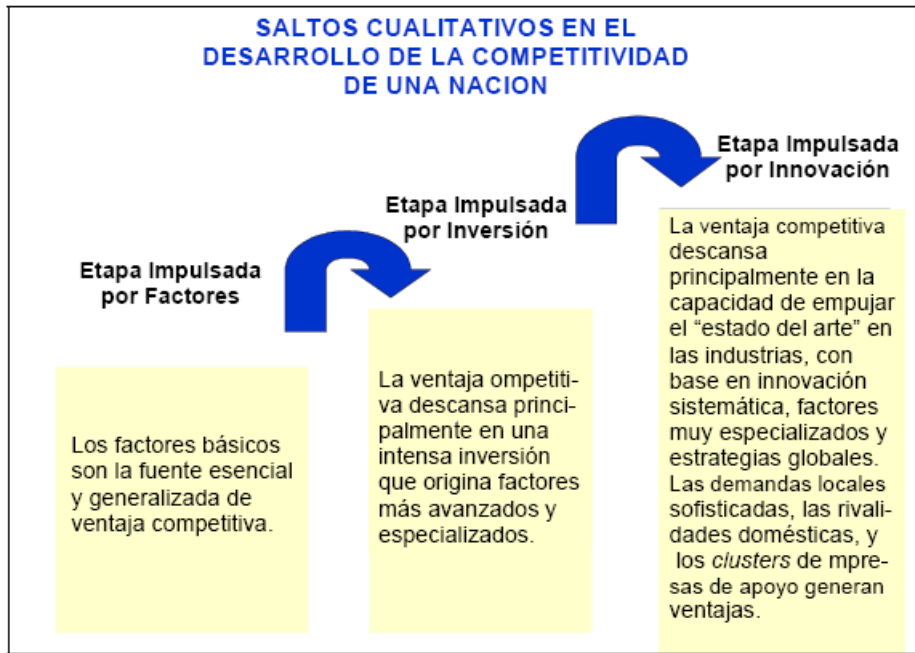 SALTOS CUALITATIVOS EN EL
DESARROLLO DE LA COMPETITIVIDAD
DE UNA NACION
Etapa Impulsada
por Factores
Los factores básicos
son la fuente esencial
y generalizada de
ventaja competitiva.
Etapa Impulsada
por Inversión
La ventaja ompetiti-
va descansa princi-
palmente en una
intensa inversión
que origina factores
más avanzados y
especializados.
Etapa Impulsada
por Innovación
La ventaja competitiva
descansa
principalmente en la
capacidad de empujar
el “estado del arte” en
las industrias, con
base en innovación
sistemática, factores
muy especializados y
estrategias globales.
Las demandas locales
sofisticadas, las rivali-
dades domésticas, y
los clusters de mpre-
sas de apoyo generan
ventajas.